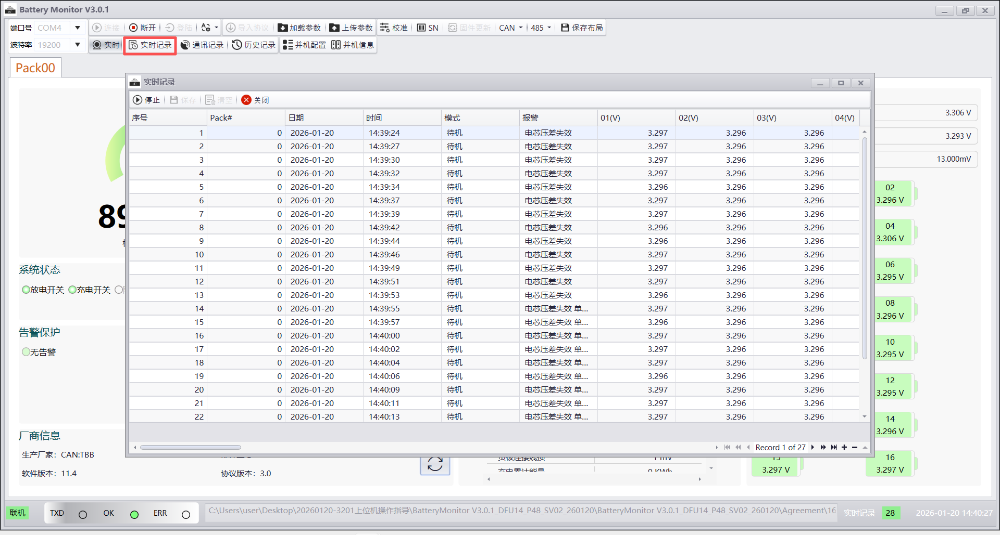 Battery Monitor V3.0.1
端口号 COM4 连接 断开 登陆 导入协议 加载参数 上传参数 校准 SN 固件更新 CAN 485 保存布局
波特率 19200 实时 实时记录 通讯记录 历史记录 并机配置 并机信息
Pack00
实时记录
停止 保存 清空 关闭
序号 Pack# 日期 时间 模式 报警 01(V) 02(V) 03(V) 04(V)
1 0 2026-01-20 14:39:24 待机 电芯压差失效 3.297 3.296 3.296
2 0 2026-01-20 14:39:27 待机 电芯压差失效 3.297 3.296 3.296
3 0 2026-01-20 14:39:30 待机 电芯压差失效 3.297 3.296 3.296
4 0 2026-01-20 14:39:32 待机 电芯压差失效 3.297 3.296 3.296
5 0 2026-01-20 14:39:34 待机 电芯压差失效 3.296 3.296 3.296
6 0 2026-01-20 14:39:37 待机 电芯压差失效 3.297 3.296 3.296
7 0 2026-01-20 14:39:39 待机 电芯压差失效 3.297 3.296 3.296
8 0 2026-01-20 14:39:42 待机 电芯压差失效 3.296 3.296 3.296
9 0 2026-01-20 14:39:44 待机 电芯压差失效 3.296 3.296 3.296
10 0 2026-01-20 14:39:46 待机 电芯压差失效 3.297 3.296 3.296
11 0 2026-01-20 14:39:49 待机 电芯压差失效 3.297 3.296 3.296
12 0 2026-01-20 14:39:51 待机 电芯压差失效 3.297 3.296 3.296
13 0 2026-01-20 14:39:53 待机 电芯压差失效 3.296 3.296 3.296
14 0 2026-01-20 14:39:55 待机 电芯压差失效 单... 3.297 3.296 3.296
15 0 2026-01-20 14:39:57 待机 电芯压差失效 单... 3.296 3.296 3.296
16 0 2026-01-20 14:40:00 待机 电芯压差失效 单... 3.297 3.296 3.296
17 0 2026-01-20 14:40:02 待机 电芯压差失效 单... 3.297 3.296 3.296
18 0 2026-01-20 14:40:04 待机 电芯压差失效 单... 3.297 3.296 3.296
19 0 2026-01-20 14:40:06 待机 电芯压差失效 单... 3.296 3.296 3.296
20 0 2026-01-20 14:40:09 待机 电芯压差失效 单... 3.297 3.296 3.296
21 0 2026-01-20 14:40:11 待机 电芯压差失效 单... 3.297 3.296 3.296
22 0 2026-01-20 14:40:13 待机 电芯压差失效 单... 3.297 3.296 3.296
Record 1 of 27
3.306 V
3.293 V
13.000mV
02
3.296 V
04
3.306 V
06
3.295 V
08
3.296 V
10
3.295 V
12
3.295 V
14
3.296 V
15
3.297 V
16
3.297 V
89
系统状态
放电开关 充电开关
告警保护
无告警
厂商信息
生产厂家：CAN:TBB
软件版本：11.4 协议版本：3.0
负极连接线损 1 mV
充电累计能量 0 KWh
联机 TXD OK ERR C:\Users\user\Desktop\20260120-3201上位机操作指导\BatteryMonitor V3.0.1_DFU14_P48_SV02_260120\BatteryMonitor V3.0.1_DFU14_P48_SV02_260120\Agreement\16 实时记录 28 2026-01-20 14:40:27